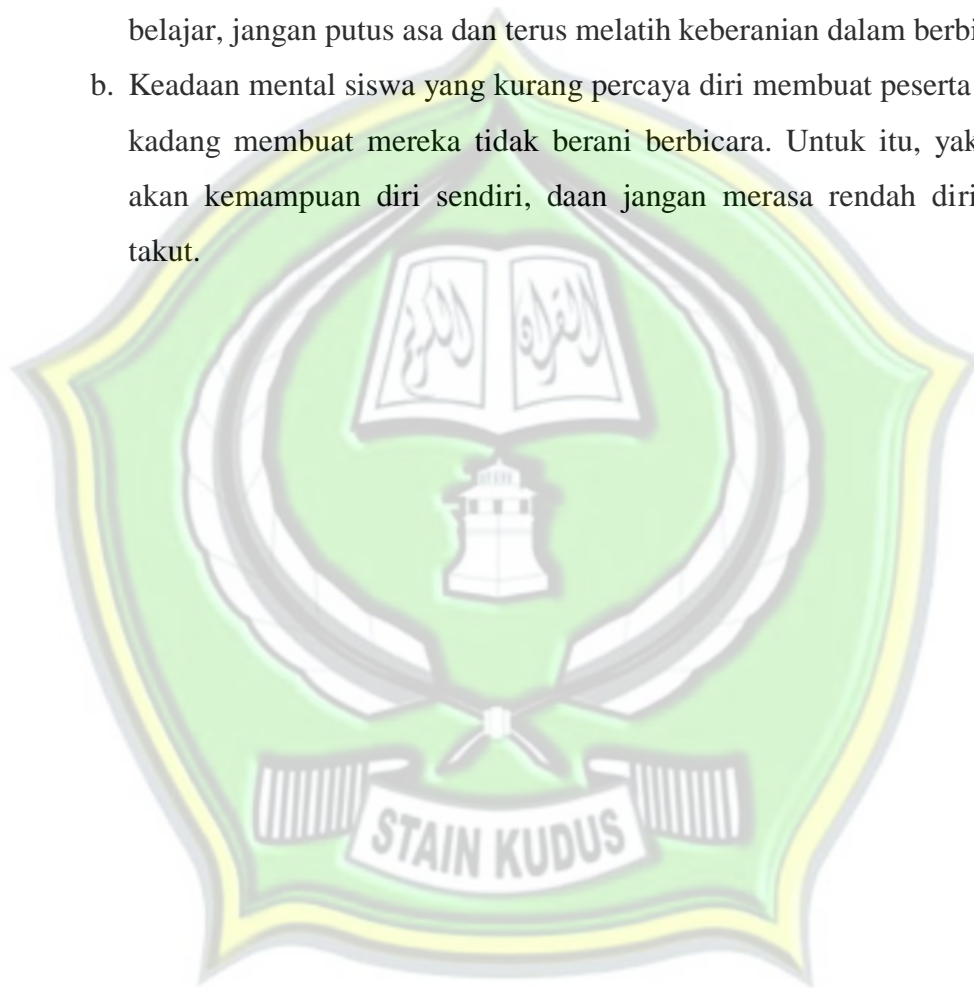 belajar, jangan putus asa dan terus melatih keberanian dalam
b. Keadaan mental siswa yang kurang percaya diri membuat peserta
kadang membuat mereka tidak berani berbicara. Untuk itu,
akan kemampuan diri sendiri, daan jangan merasa rendah diri
takut.
الكريم
القرآن
STAIN KUDUS